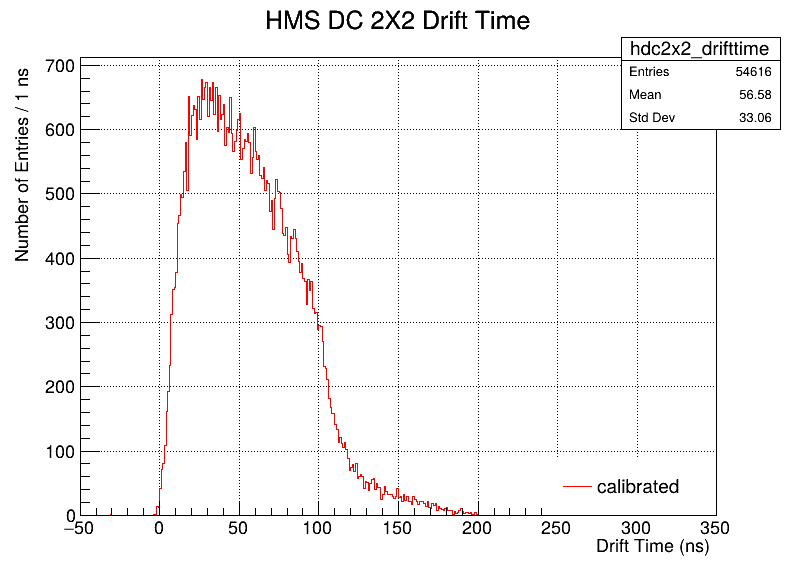 HMS DC 2X2 Drift Time
hdc2x2_drifttime
Entries 54616
Mean 56.58
Std Dev 33.06
Number of Entries / 1 ns
700
600
500
400
300
200
100
0
calibrated
−50 0 50 100 150 200 250 300 350
Drift Time (ns)